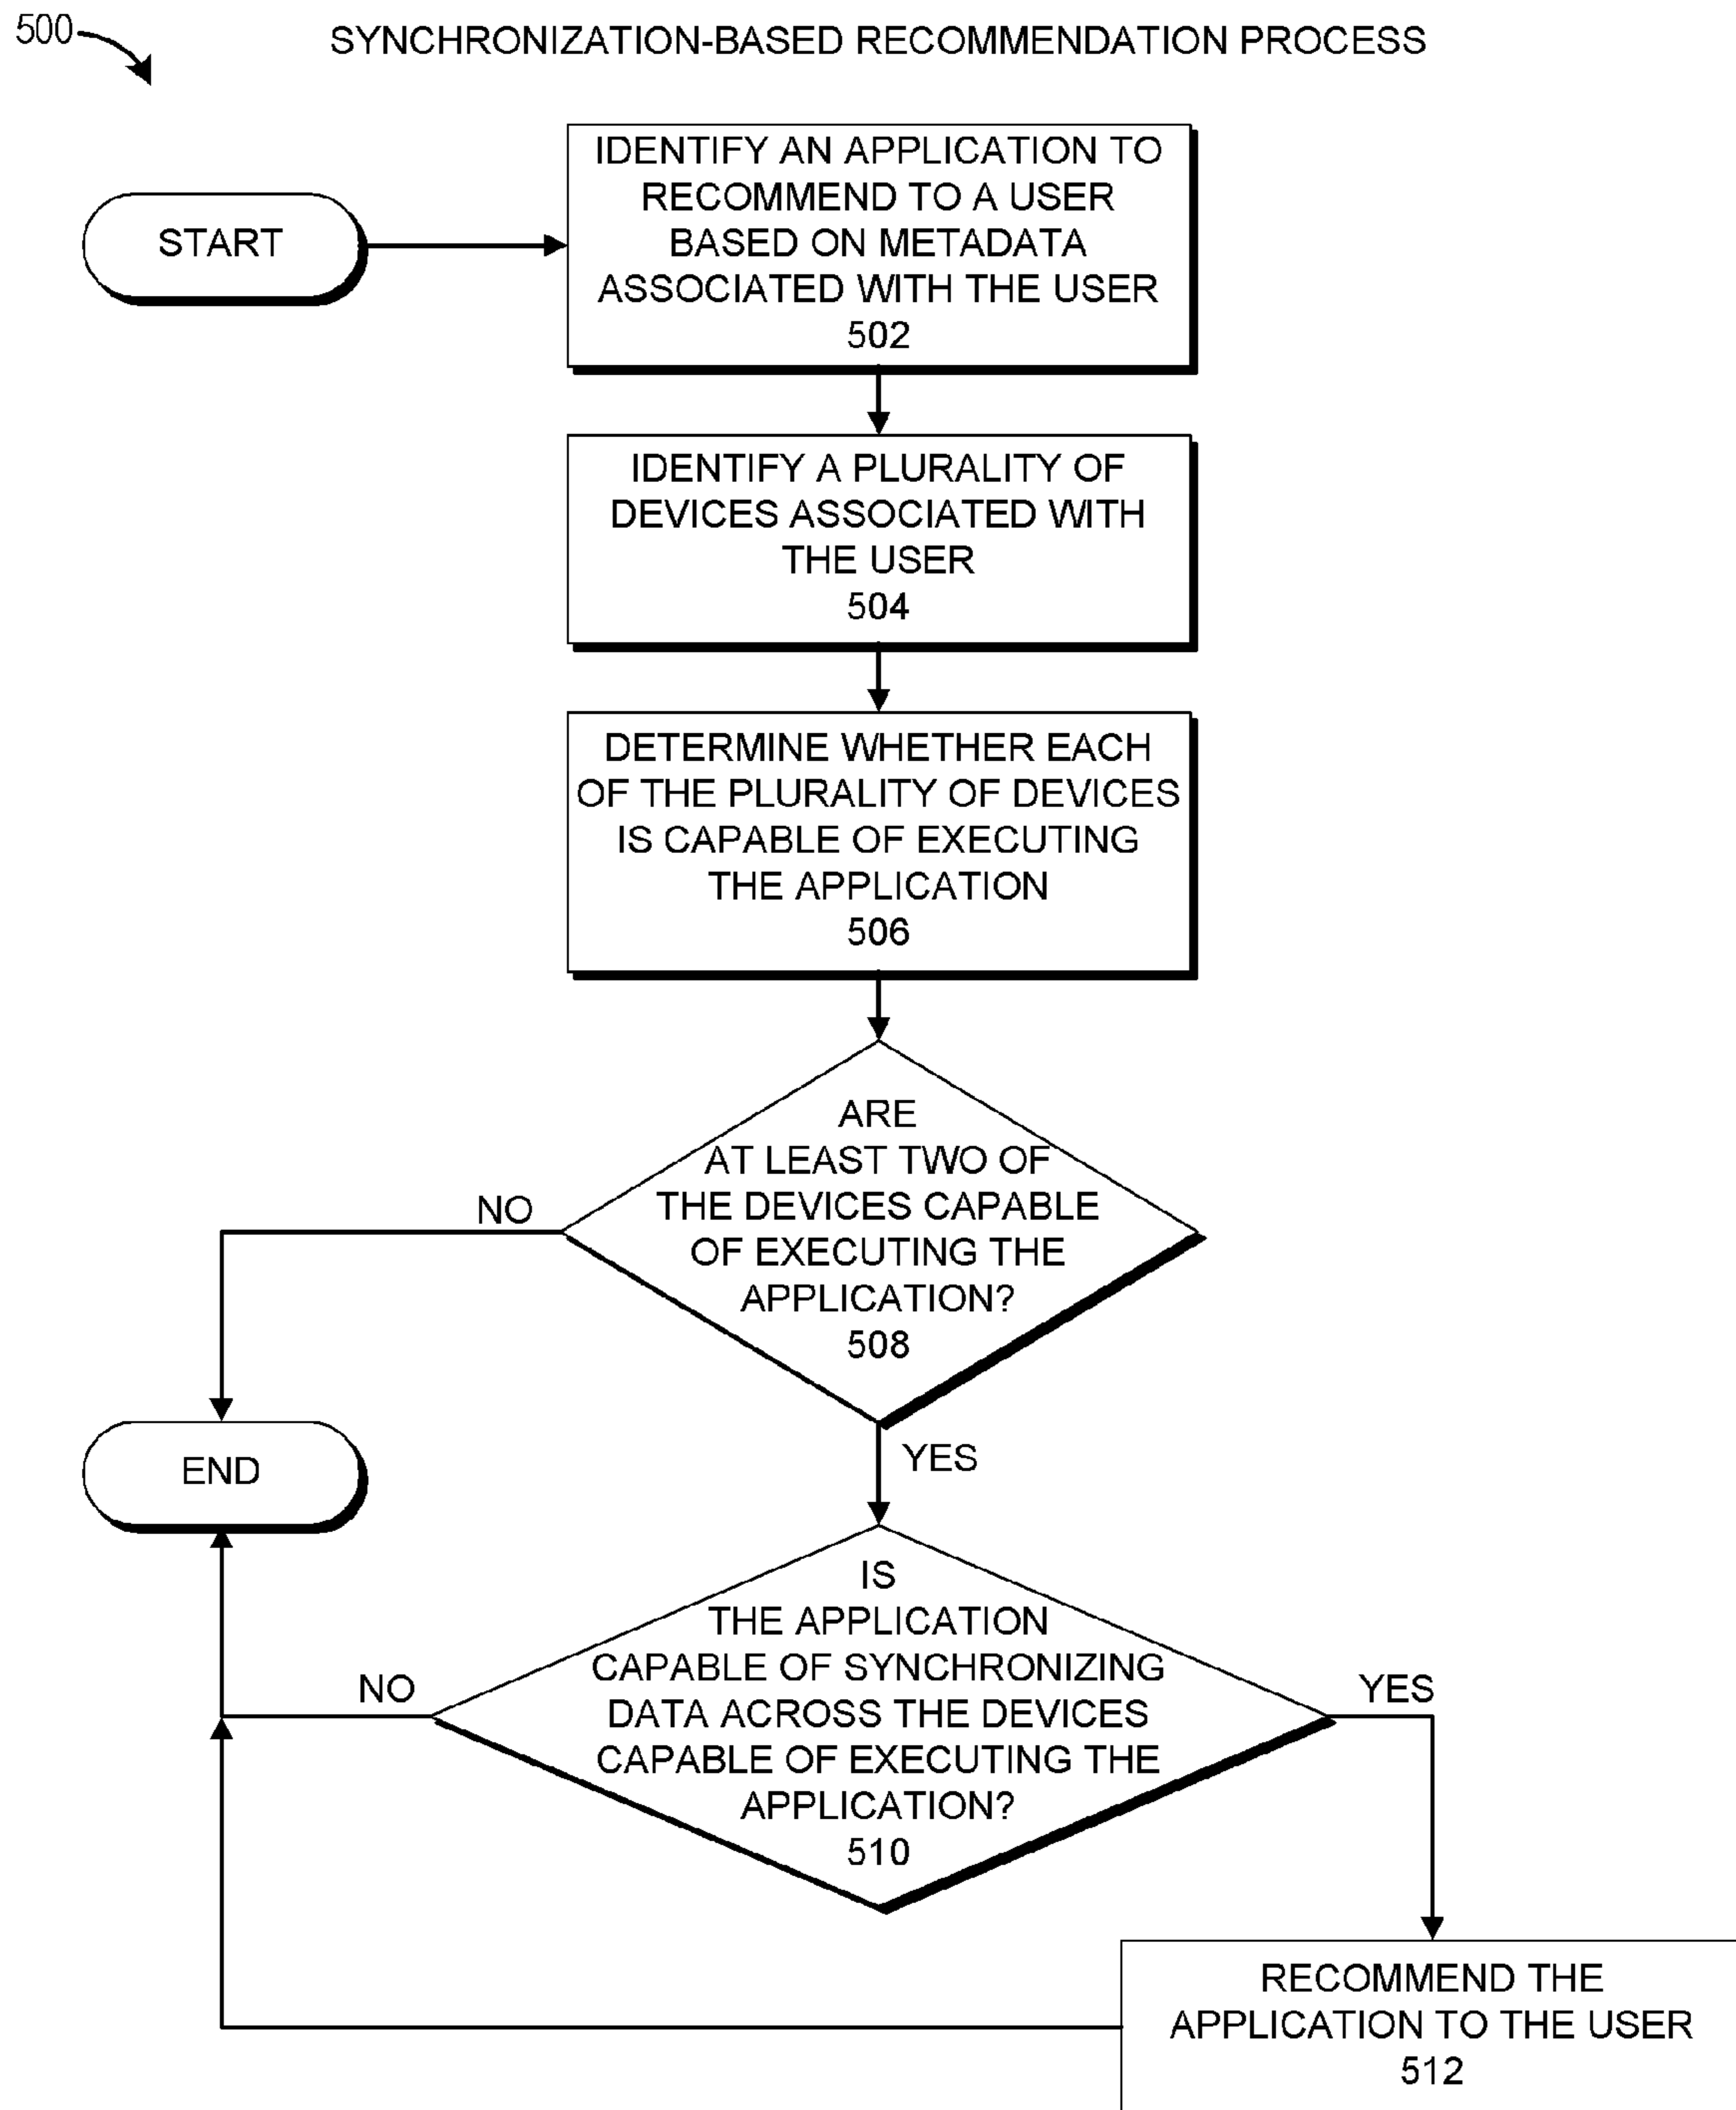 500
SYNCHRONIZATION-BASED RECOMMENDATION PROCESS
START
IDENTIFY AN APPLICATION TO
RECOMMEND TO A USER
BASED ON METADATA
ASSOCIATED WITH THE USER
502
IDENTIFY A PLURALITY OF
DEVICES ASSOCIATED WITH
THE USER
504
DETERMINE WHETHER EACH
OF THE PLURALITY OF DEVICES
IS CAPABLE OF EXECUTING
THE APPLICATION
506
ARE
AT LEAST TWO OF
THE DEVICES CAPABLE
OF EXECUTING THE
APPLICATION?
508
NO
END
YES
IS
THE APPLICATION
CAPABLE OF SYNCHRONIZING
DATA ACROSS THE DEVICES
CAPABLE OF EXECUTING THE
APPLICATION?
510
NO
YES
RECOMMEND THE
APPLICATION TO THE USER
512